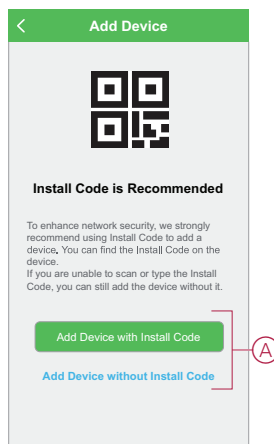 Add Device
Install Code is Recommended
To enhance network security, we strongly
recommend using Install Code to add a
device. You can find the Install Code on the
device.
If you are unable to scan or type the Install
Code, you can still add the device without it.
Add Device with Install Code
A
Add Device without Install Code